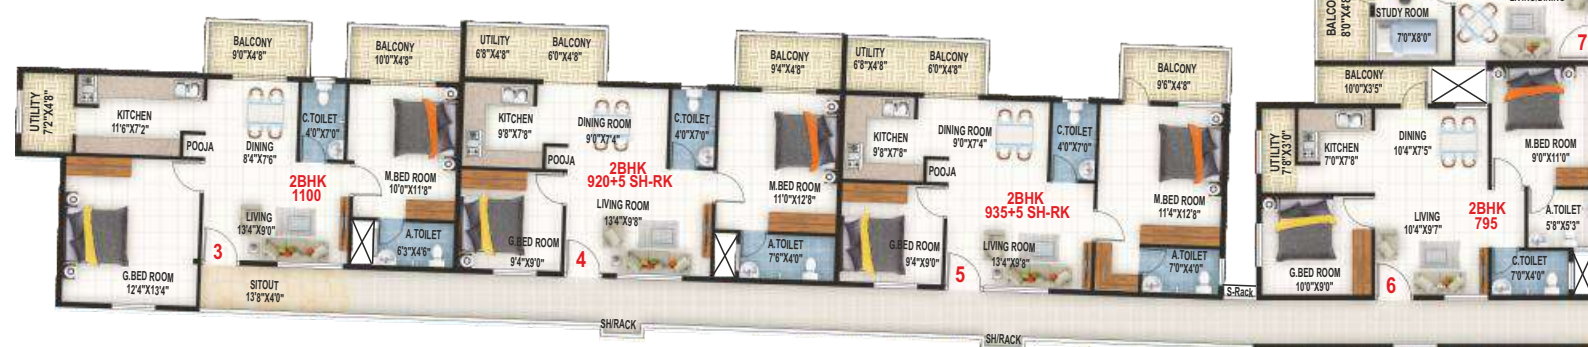 BALCONY
9'0"X4'8"
BALCONY
10'0"X4'8"
UTILITY
7'2"X4'8"
KITCHEN
11'6"X7'2"
POOJA
DINING
8'4"X7'6"
C.TOILET
4'0"X7'0"
2BHK
1100
M.BED ROOM
10'0"X11'8"
LIVING
13'4"X9'0"
A.TOILET
6'3"X4'6"
3
G.BED ROOM
12'4"X13'4"
SITOUT
13'8"X4'0"
UTILITY
6'8"X4'8"
BALCONY
6'0"X4'8"
BALCONY
9'4"X4'8"
KITCHEN
9'8"X7'8"
POOJA
DINING ROOM
9'0"X7'4"
C.TOILET
4'0"X7'0"
2BHK
920+5 SH-RK
M.BED ROOM
11'0"X12'8"
LIVING ROOM
13'4"X9'8"
G.BED ROOM
9'4"X9'0"
A.TOILET
7'6"X4'0"
4
SH/RACK
UTILITY
6'8"X4'8"
BALCONY
6'0"X4'8"
BALCONY
9'6"X4'8"
KITCHEN
9'8"X7'8"
POOJA
DINING ROOM
9'0"X7'4"
C.TOILET
4'0"X7'0"
2BHK
935+5 SH-RK
M.BED ROOM
11'4"X12'8"
LIVING ROOM
13'4"X9'8"
G.BED ROOM
9'4"X9'0"
A.TOILET
7'0"X4'0"
5
S-Rack
SH/RACK
BALCONY
8'0"X4'8"
STUDY ROOM
7'0"X8'0"
7
BALCONY
10'0"X3'5"
UTILITY
7'8"X3'0"
KITCHEN
7'0"X7'8"
DINING
10'4"X7'5"
M.BED ROOM
9'0"X11'0"
LIVING
10'4"X9'7"
2BHK
795
A.TOILET
5'8"X5'3"
G.BED ROOM
10'0"X9'0"
C.TOILET
7'0"X4'0"
6